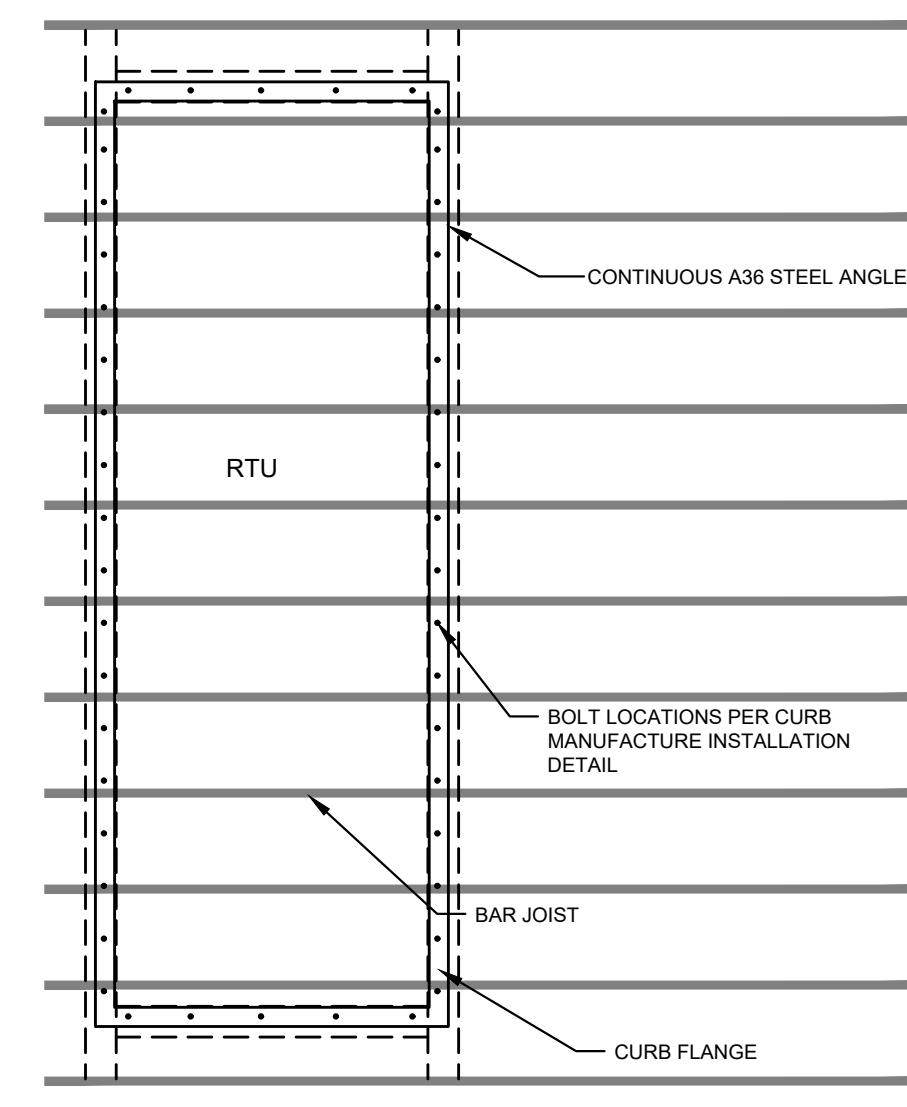 CONTINUOUS A36 STEEL ANGLE
RTU
BOLT LOCATIONS PER CURB
MANUFACTURE INSTALLATION
DETAIL
BAR JOIST
CURB FLANGE